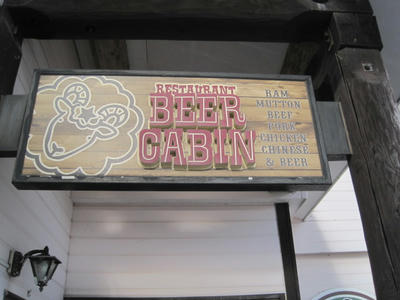 RESTAURANT
BEER
CABIN
RAM
MUTTON
BEEF
PORK
CHICKEN
CHINESE
& BEER